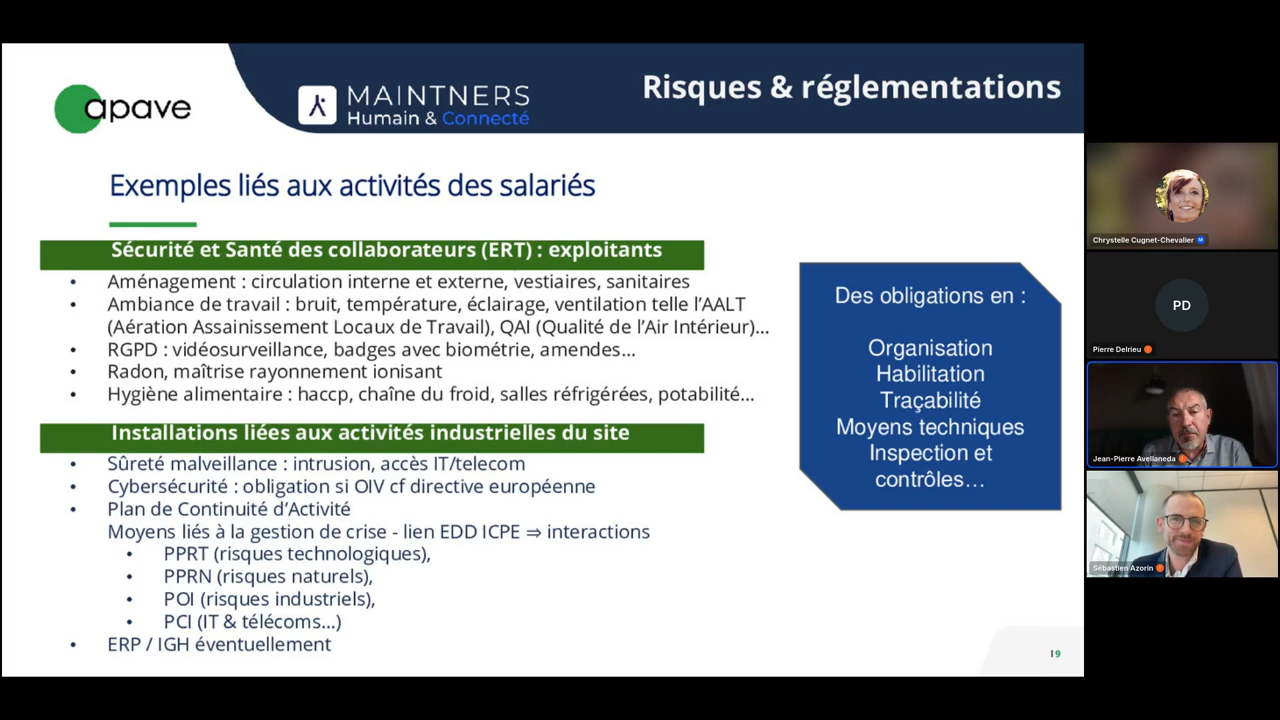 apave
MAINTNERS
Humain & Connecté
Risques & réglementations
Exemples liés aux activités des salariés
Sécurité et Santé des collaborateurs (ERT) : exploitants
• Aménagement : circulation interne et externe, vestiaires, sanitaires
• Ambiance de travail : bruit, température, éclairage, ventilation telle l’AALT
(Aération Assainissement Locaux de Travail), QAI (Qualité de l’Air Intérieur)...
• RGPD : vidéosurveillance, badges avec biométrie, amendes...
• Radon, maîtrise rayonnement ionisant
• Hygiène alimentaire : haccp, chaîne du froid, salles réfrigérées, potabilité...
Installations liées aux activités industrielles du site
• Sûreté malveillance : intrusion, accès IT/telecom
• Cybersécurité : obligation si OIV cf directive européenne
• Plan de Continuité d’Activité
Moyens liés à la gestion de crise - lien EDD ICPE ⇒ interactions
• PPRT (risques technologiques),
• PPRN (risques naturels),
• POI (risques industriels),
• PCI (IT & télécoms...)
• ERP / IGH éventuellement
Des obligations en :
Organisation
Habilitation
Traçabilité
Moyens techniques
Inspection et
contrôles...
I 9
Chrystelle Cugnet-Chevalier
PD
Pierre Delrieu
Jean-Pierre Avellaneda
Sébastien Azorin